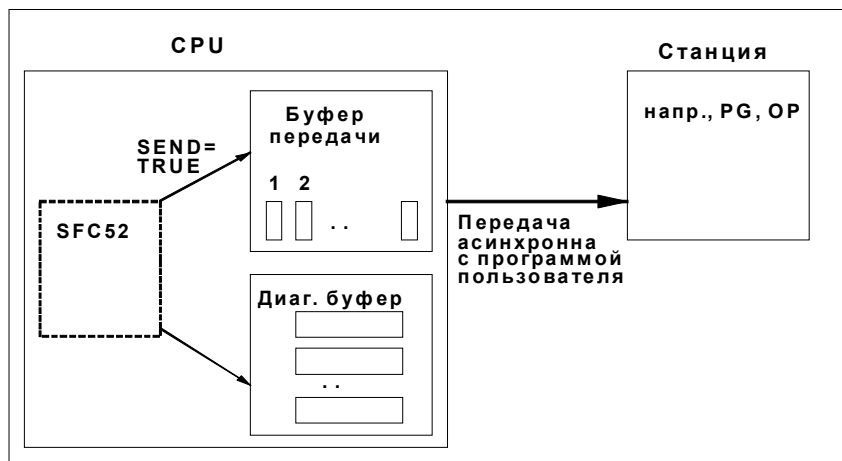 CPU
Станция
Буфер
передачи
SEND=
TRUE
1 2
. .
SFC52
напр., PG, OP
Передача
асинхронна
с программой
пользователя
Диаг. буфер
. .